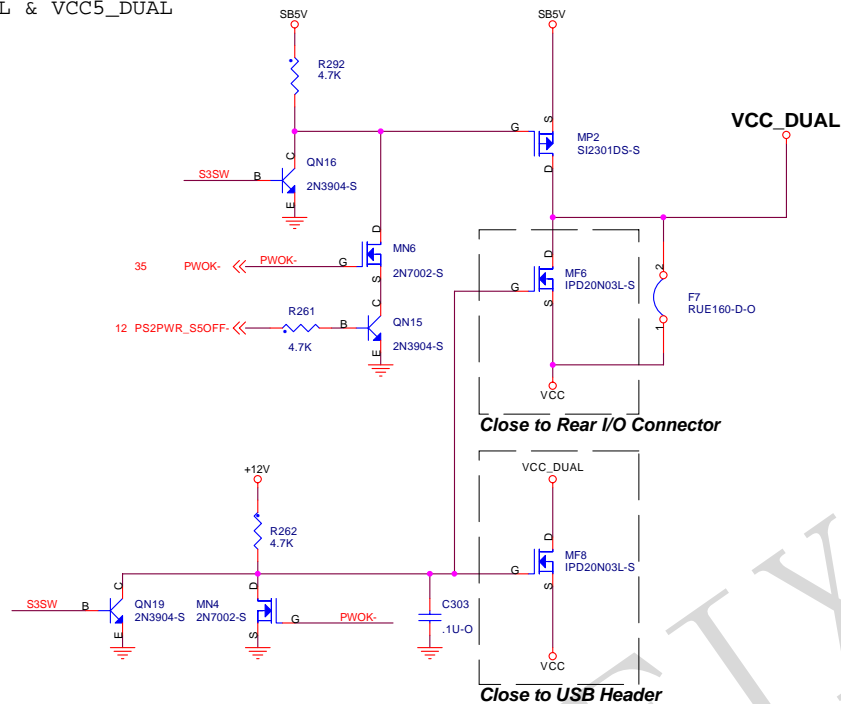 L & VCC5_DUAL
SB5V
SB5V
R292
4.7K
S
G
MP2
SI2301DS-S
VCC_DUAL
C
QN16
S3SW
B
2N3904-S
D
E
D
MN6
D
35 PWOK- PWOK-
G
2N7002-S
G
MF6
IPD20N03L-S
2
S
S
F7
RUE160-D-O
R261
C
1
12 PS2PWR_S5OFF-
B
QN15
4.7K
2N3904-S
E
VCC
Close to Rear I/O Connector
+12V
VCC_DUAL
R262
4.7K
D
MF8
IPD20N03L-S
G
C
D
S3SW
B
QN19
2N3904-S
MN4
2N7002-S
C303
S
G
PWOK-
.1U-O
E
S
VCC
Close to USB Header